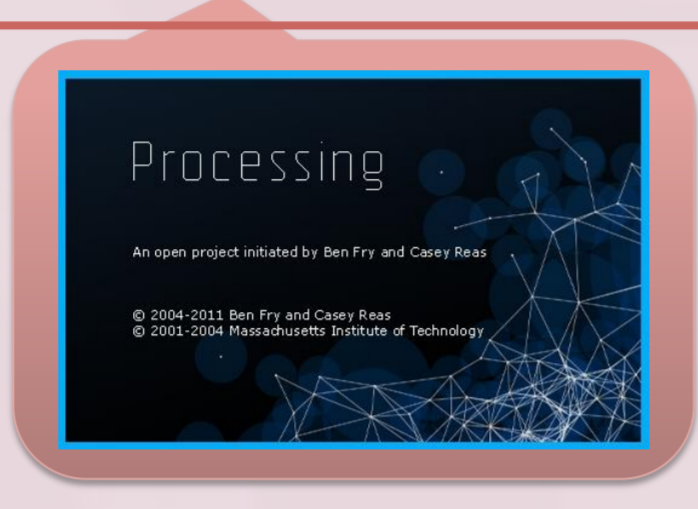 Processing
An open project initiated by Ben Fry and Casey Reas
© 2004-2011 Ben Fry and Casey Reas
© 2001-2004 Massachusetts Institute of Technology